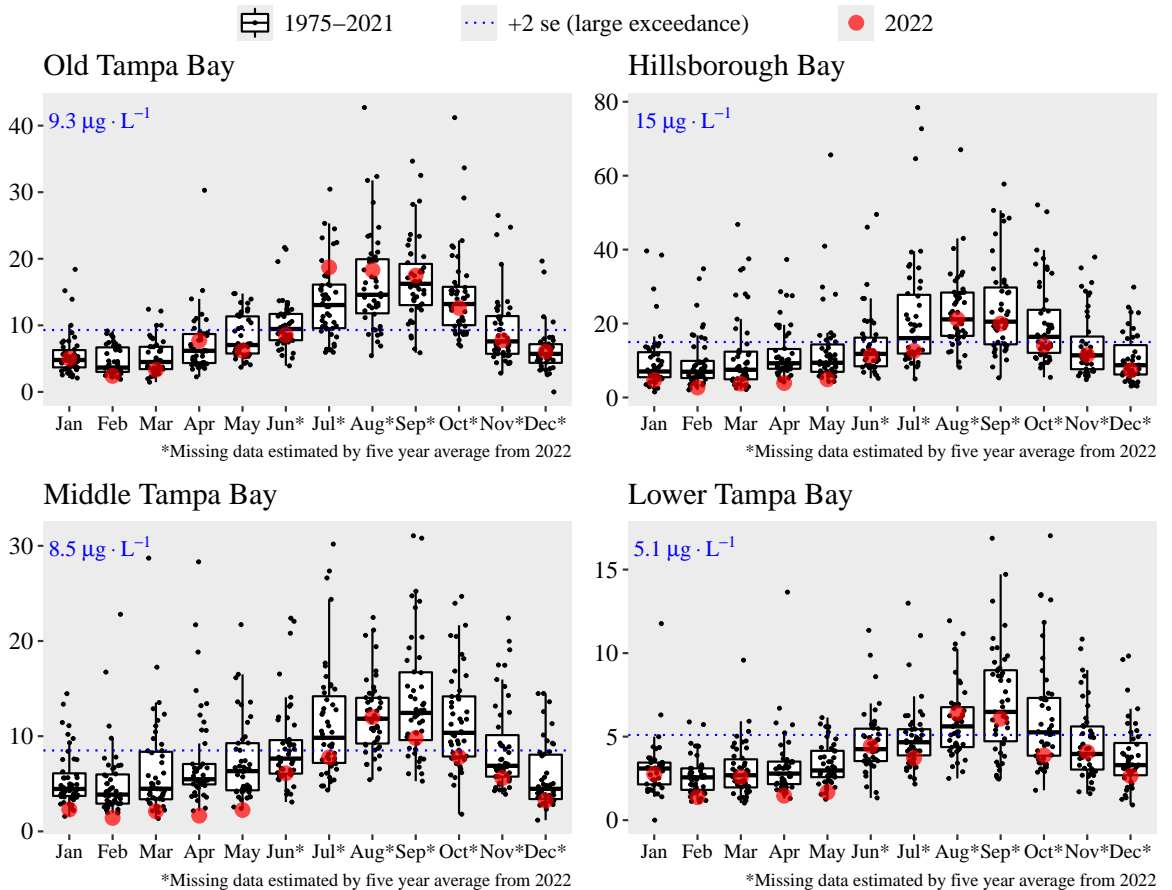 1975–2021 +2 se (large exceedance) 2022
Old Tampa Bay
9.3 μg · L⁻¹
40
30
20
10
0
Jan Feb Mar Apr May Jun* Jul* Aug* Sep* Oct* Nov* Dec*
*Missing data estimated by five year average from 2022
Hillsborough Bay
15 μg · L⁻¹
80
60
40
20
0
Jan Feb Mar Apr May Jun* Jul* Aug* Sep* Oct* Nov* Dec*
*Missing data estimated by five year average from 2022
Middle Tampa Bay
8.5 μg · L⁻¹
30
20
10
0
Jan Feb Mar Apr May Jun* Jul* Aug* Sep* Oct* Nov* Dec*
*Missing data estimated by five year average from 2022
Lower Tampa Bay
5.1 μg · L⁻¹
15
10
5
0
Jan Feb Mar Apr May Jun* Jul* Aug* Sep* Oct* Nov* Dec*
*Missing data estimated by five year average from 2022